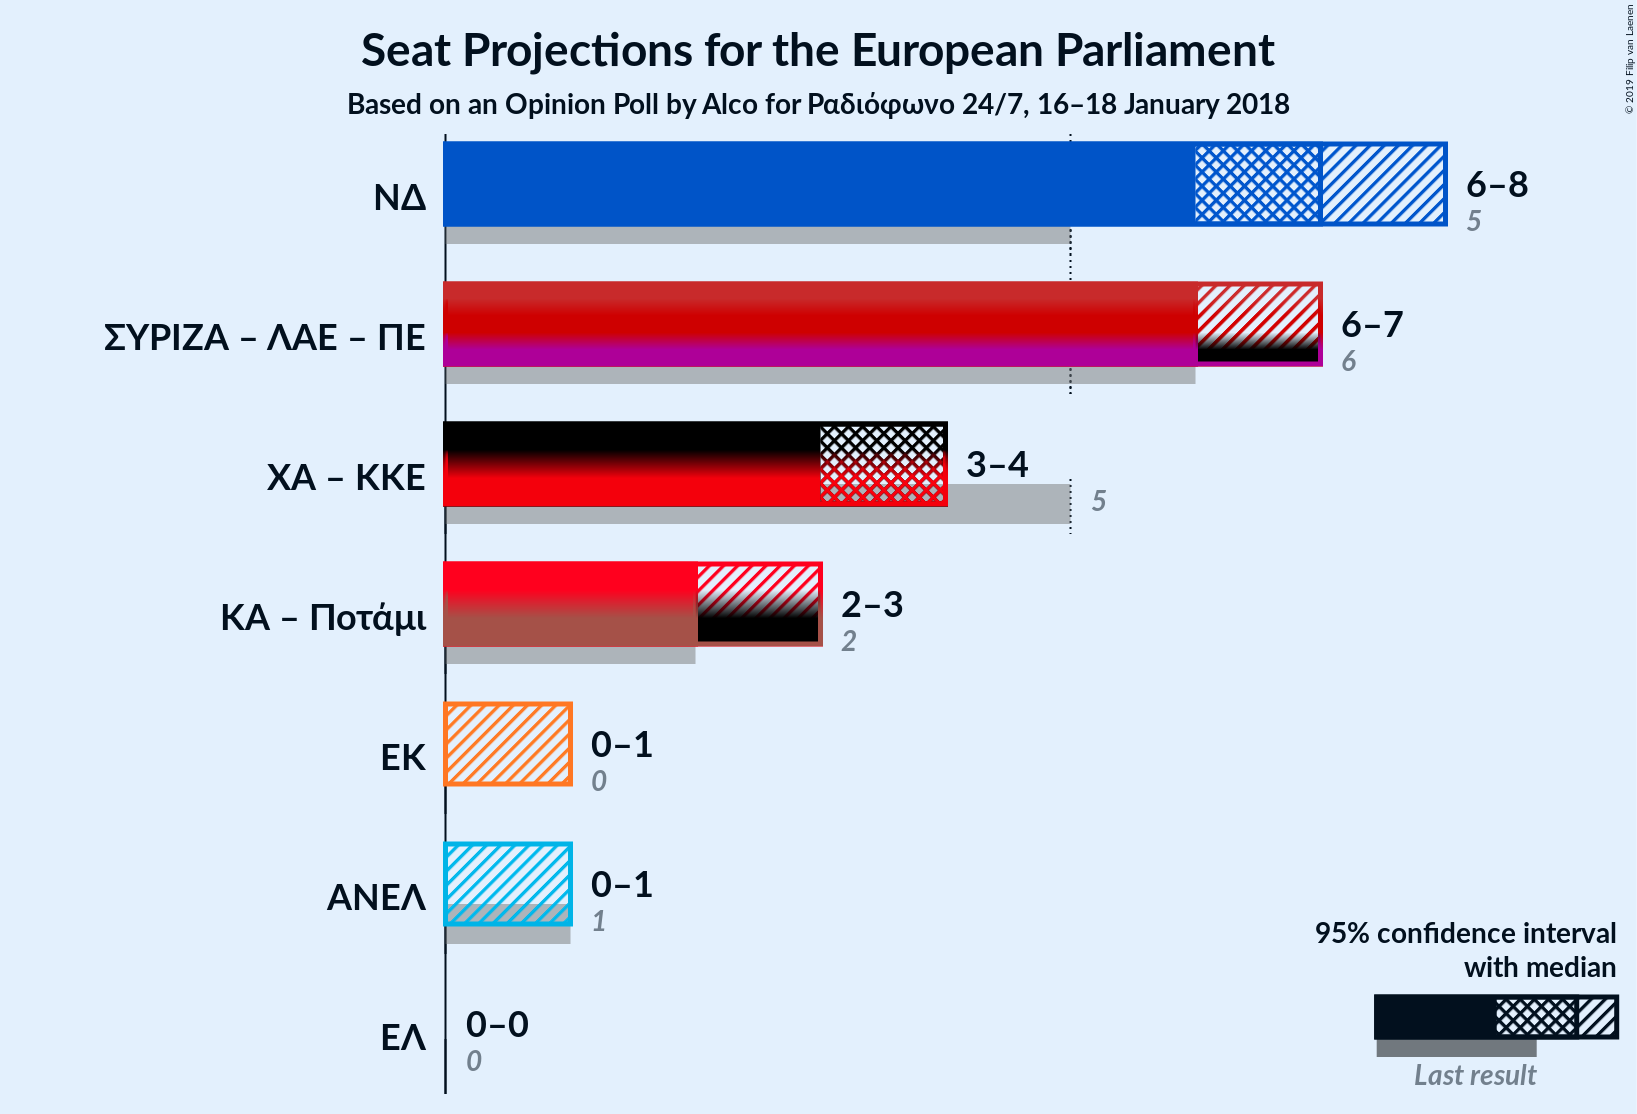 Seat Projections for the European Parliament
Based on an Opinion Poll by Alco for Ραδιόφωνο 24/7, 16–18 January 2018
© 2019 Filip van Laenen
ΝΔ
6–8
5
ΣΥΡΙΖΑ – ΛΑΕ – ΠΕ
6–7
6
ΧΑ – ΚΚΕ
3–4
5
ΚΑ – Ποτάμι
2–3
2
ΕΚ
0–1
0
ΑΝΕΛ
0–1
1
ΕΛ
0–0
0
95% confidence interval
with median
Last result